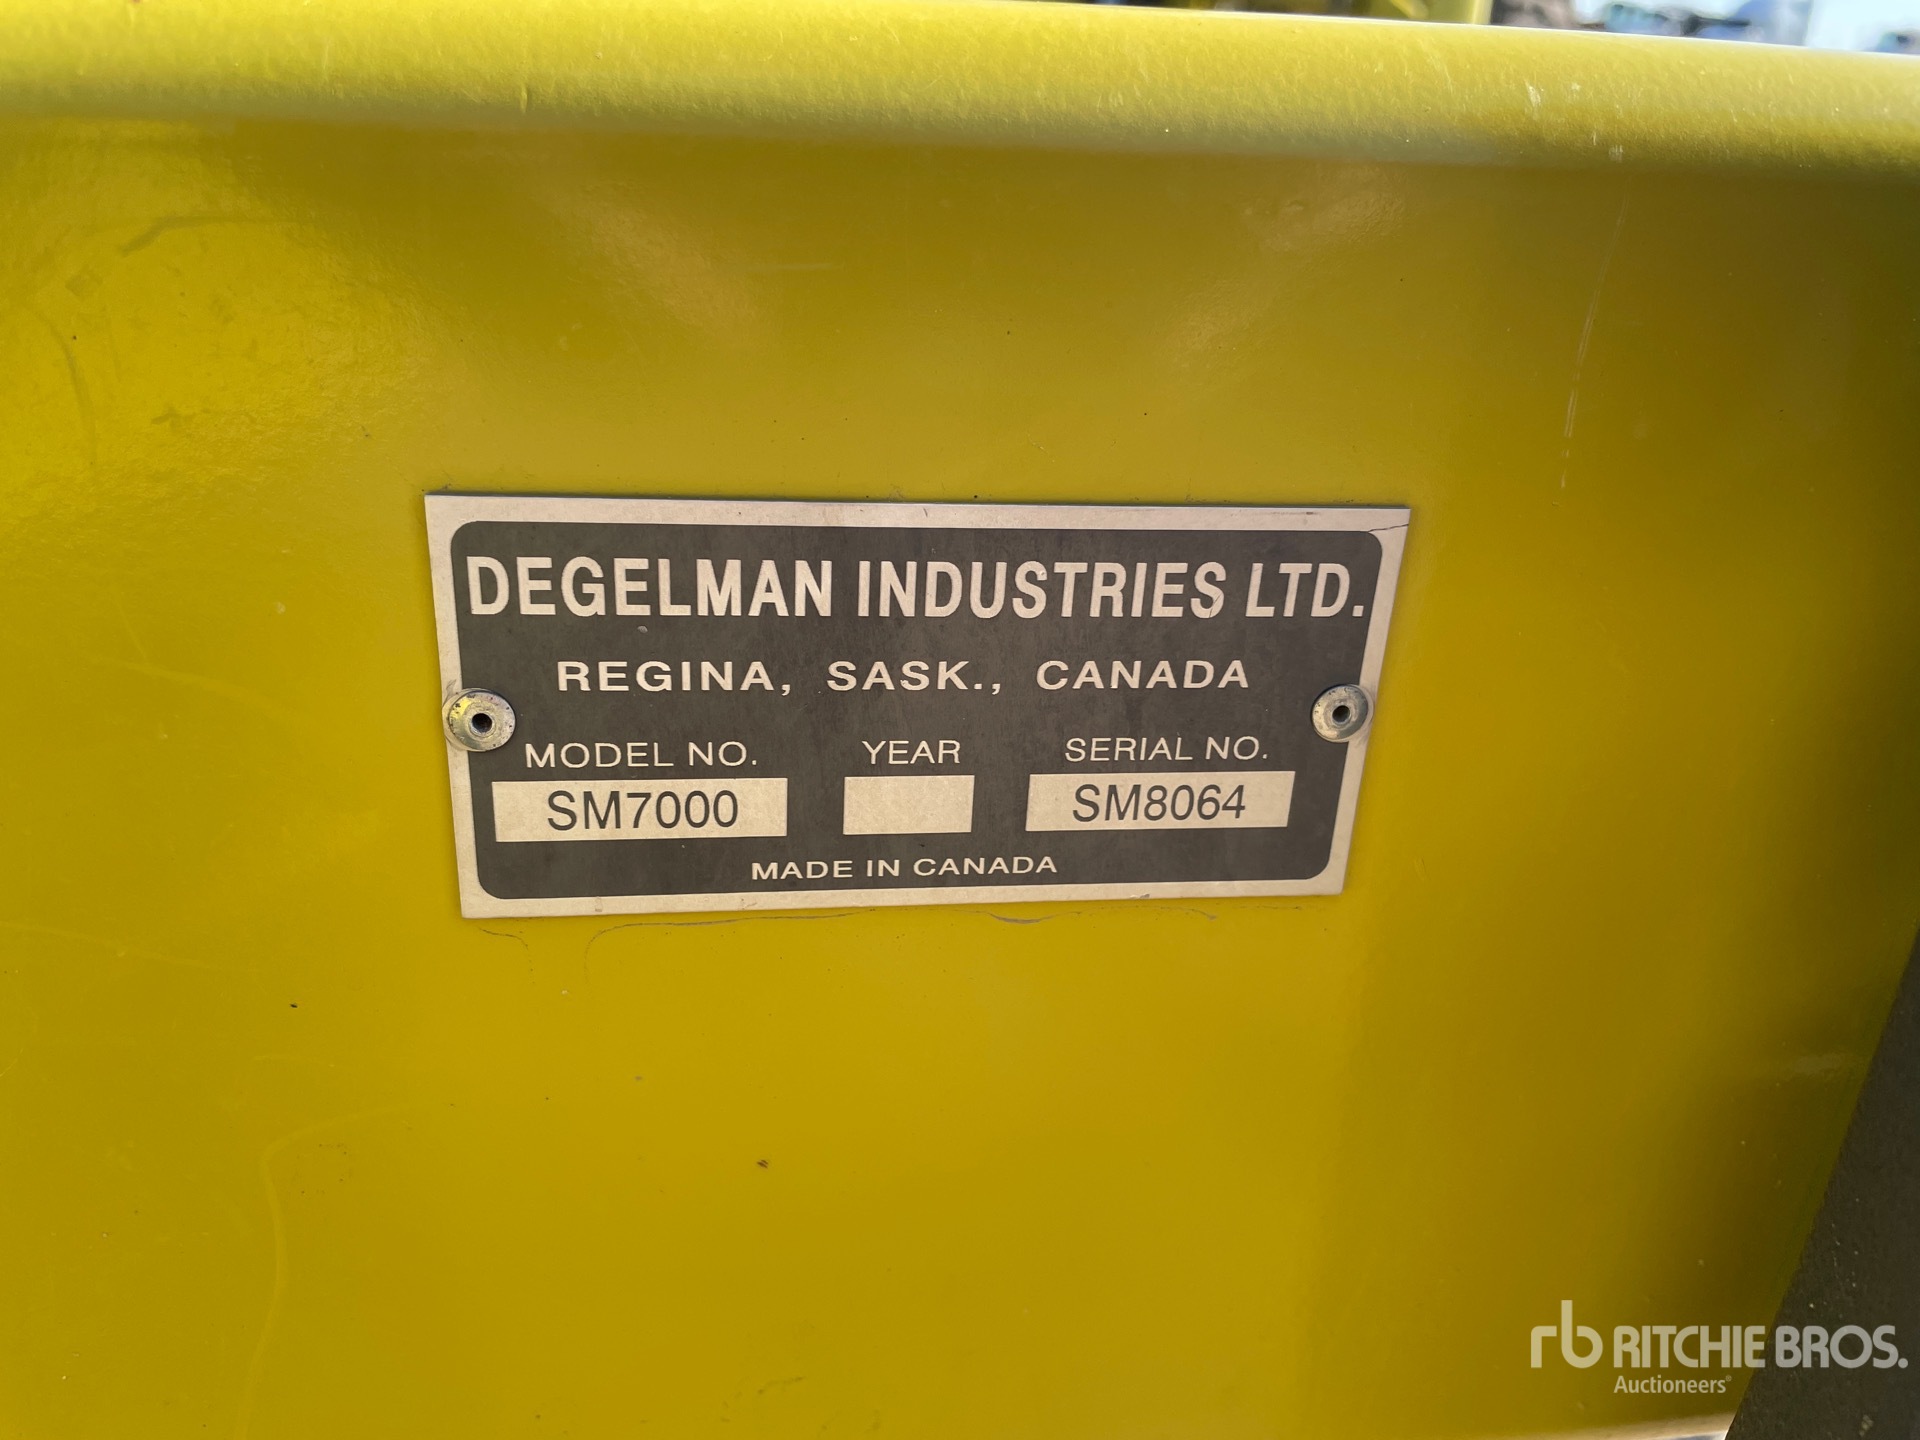 DEGELMAN INDUSTRIES LTD.
REGINA, SASK., CANADA
MODEL NO. YEAR SERIAL NO.
SM7000 SM8064
MADE IN CANADA
rb RITCHIE BROS.
Auctioneers®